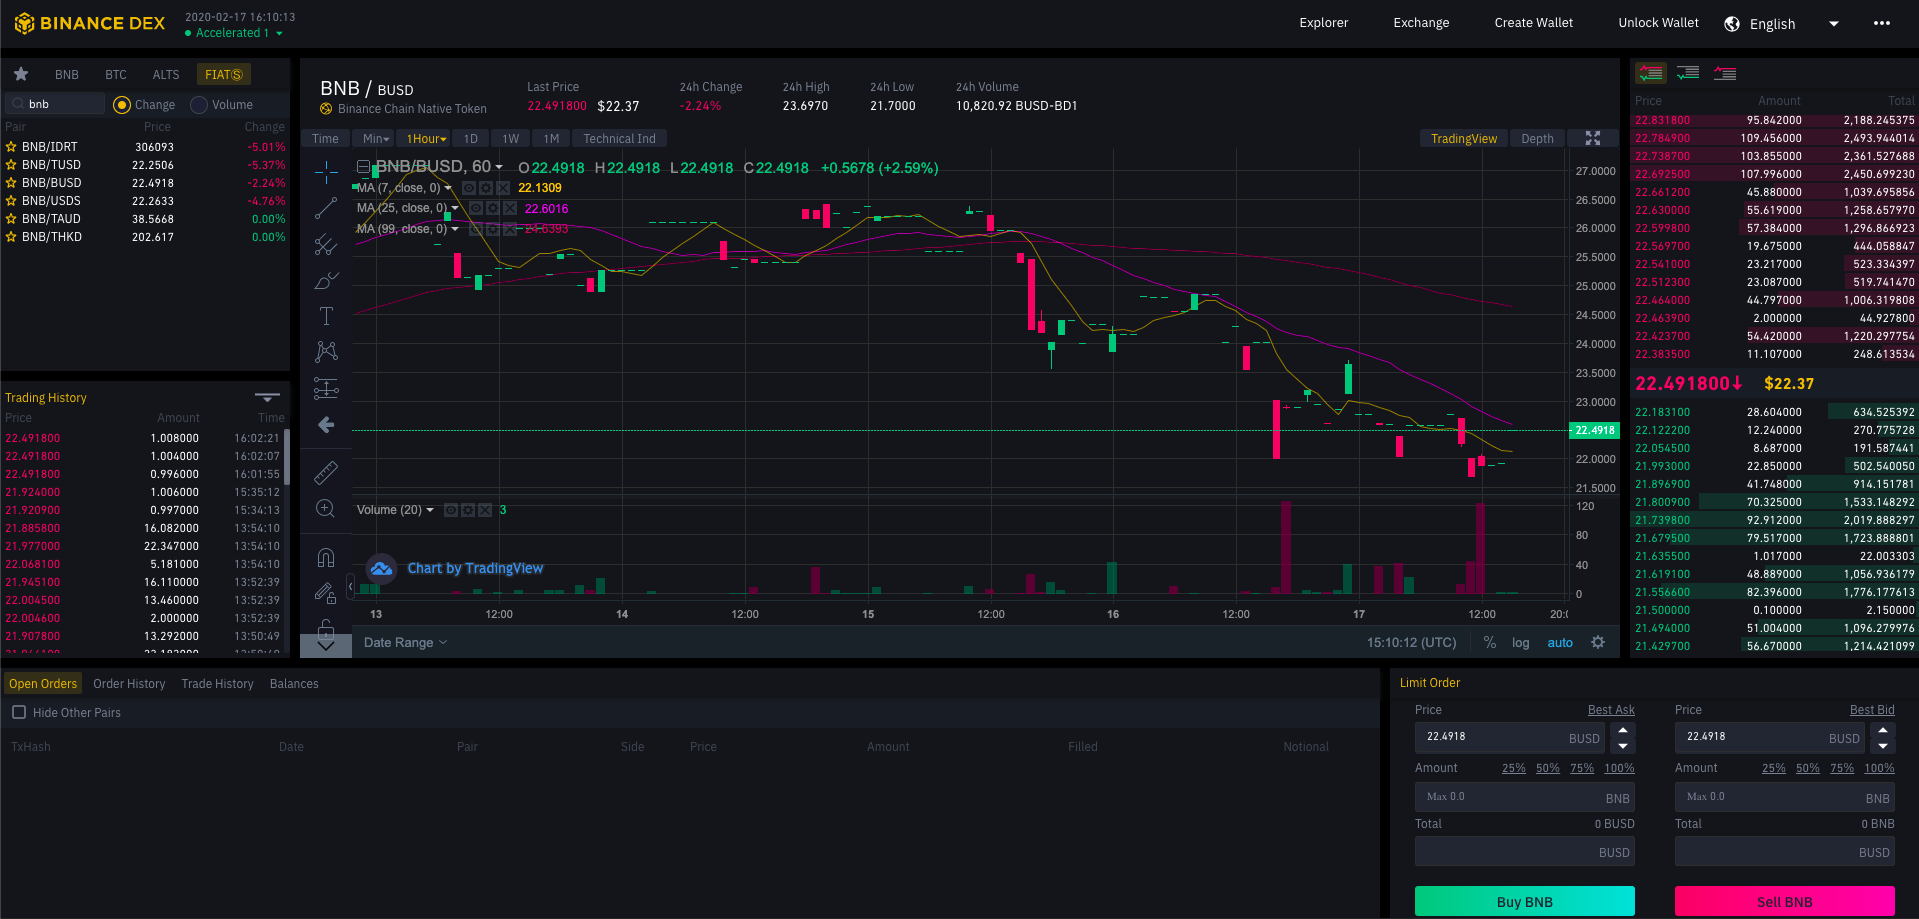 BINANCE DEX
2020-02-17 16:10:13
Accelerated 1
Explorer
Exchange
Create Wallet
Unlock Wallet
English
BNB BTC ALTS FIATⓈ
bnb Change Volume
Pair Price Change
BNB/IDRT 306093 -5.01%
BNB/TUSD 22.2506 -5.37%
BNB/BUSD 22.4918 -2.24%
BNB/USDS 22.2633 -4.76%
BNB/TAUD 38.5668 0.00%
BNB/THKD 202.617 0.00%
Trading History
Price Amount Time
22.491800 1.008000 16:02:21
22.491800 1.004000 16:02:07
22.491800 0.996000 16:01:55
21.924000 1.006000 15:35:12
21.920900 0.997000 15:34:13
21.885800 16.082000 13:54:10
21.977000 22.347000 13:54:10
22.068100 5.181000 13:54:10
21.945100 16.110000 13:52:39
22.004500 13.460000 13:52:39
22.004600 2.000000 13:52:39
21.907800 13.292000 13:50:49
BNB / BUSD
Binance Chain Native Token
Last Price
22.491800 $22.37
24h Change
-2.24%
24h High
23.6970
24h Low
21.7000
24h Volume
10,820.92 BUSD-BD1
Time Min 1Hour 1D 1W 1M Technical Ind
TradingView Depth
BNB/BUSD, 60 O22.4918 H22.4918 L22.4918 C22.4918 +0.5678 (+2.59%)
MA (7, close, 0) 22.1309
MA (25, close, 0) 22.6016
MA (99, close, 0) 24.6393
27.0000
26.5000
26.0000
25.5000
25.0000
24.5000
24.0000
23.5000
23.0000
22.4918
22.0000
21.5000
Volume (20) 3
120
80
40
0
Chart by TradingView
13 12:00 14 12:00 15 12:00 16 12:00 17 12:00 20:
Date Range
15:10:12 (UTC) % log auto
Price Amount Total
22.831800 95.842000 2,188.245375
22.784900 109.456000 2,493.944014
22.738700 103.855000 2,361.527688
22.692500 107.996000 2,450.699230
22.661200 45.880000 1,039.695856
22.630000 55.619000 1,258.657970
22.599800 57.384000 1,296.866923
22.569700 19.675000 444.058847
22.541000 23.217000 523.334397
22.512300 23.087000 519.741470
22.464000 44.797000 1,006.319808
22.463900 2.000000 44.927800
22.423700 54.420000 1,220.297754
22.383500 11.107000 248.613534
22.491800↓ $22.37
22.183100 28.604000 634.525392
22.122200 12.240000 270.775728
22.054500 8.687000 191.587441
21.993000 22.850000 502.540050
21.896900 41.748000 914.151781
21.800900 70.325000 1,533.148292
21.739800 92.912000 2,019.888297
21.679500 79.517000 1,723.888801
21.635500 1.017000 22.003303
21.619100 48.889000 1,056.936179
21.556600 82.396000 1,776.177613
21.500000 0.100000 2.150000
21.494000 51.004000 1,096.279976
21.429700 56.670000 1,214.421099
Open Orders Order History Trade History Balances
Hide Other Pairs
TxHash Date Pair Side Price Amount Filled Notional
Limit Order
Price Best Ask
22.4918 BUSD
Amount 25% 50% 75% 100%
Max 0.0 BNB
Total 0 BUSD
BUSD
Buy BNB
Price Best Bid
22.4918 BUSD
Amount 25% 50% 75% 100%
Max 0.0 BNB
Total 0 BNB
BUSD
Sell BNB